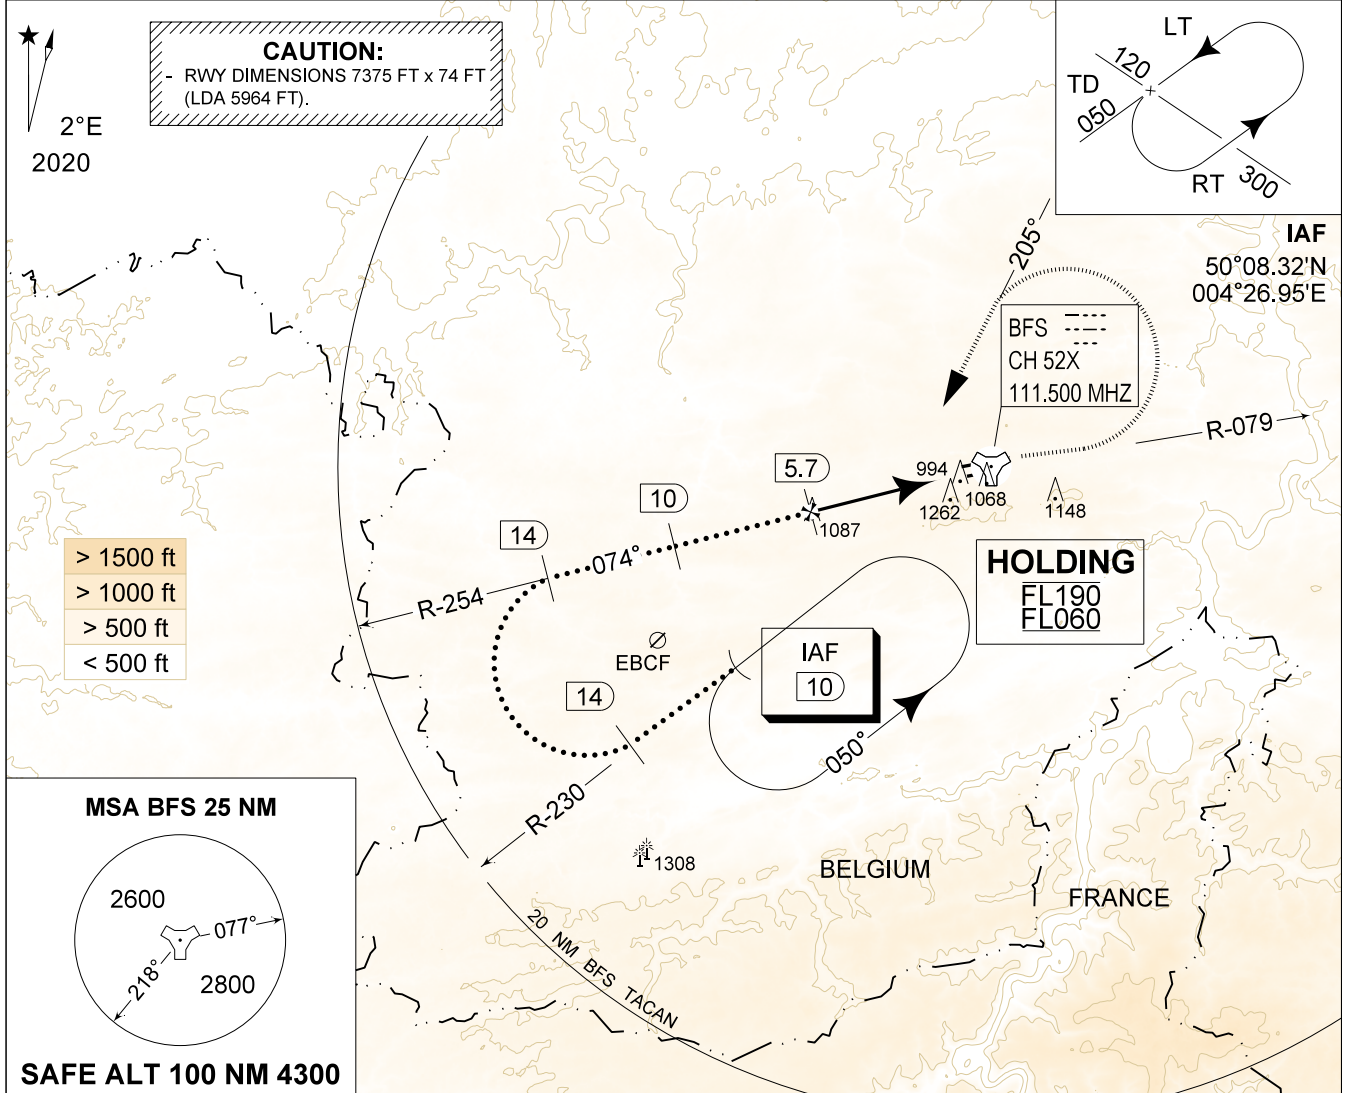 CAUTION:
- RWY DIMENSIONS 7375 FT x 74 FT
(LDA 5964 FT).
2°E
2020
LT
120
TD
050
RT
300
IAF
50°08.32'N
004°26.95'E
205°
BFS
CH 52X
111.500 MHZ
R-079
5.7
994
1262
1068
1148
1087
10
14
074°
R-254
HOLDING
FL190
FL060
> 1500 ft
> 1000 ft
> 500 ft
< 500 ft
EBCF
IAF
10
14
050°
R-230
1308
BELGIUM
FRANCE
20 NM BFS TACAN
MSA BFS 25 NM
2600
077°
218°
2800
SAFE ALT 100 NM 4300